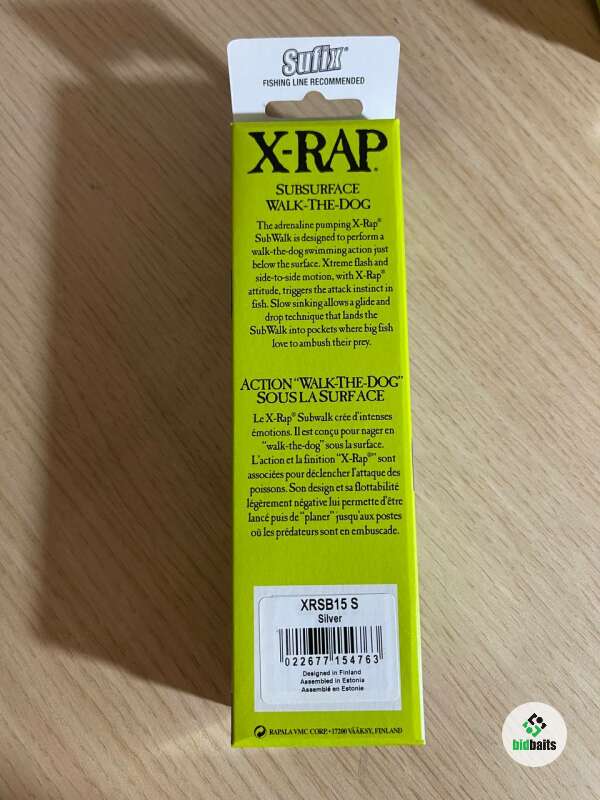 Sufix®
FISHING LINE RECOMMENDED
X-RAP®
SUBSURFACE
WALK-THE-DOG
The adrenaline pumping X-Rap®
SubWalk is designed to perform a
walk-the-dog swimming action just
below the surface. Xtreme flash and
side-to-side motion, with X-Rap®
attitude, triggers the attack instinct in
fish. Slow sinking allows a glide and
drop technique that lands the
SubWalk into pockets where big fish
love to ambush their prey.
ACTION "WALK-THE-DOG"
SOUS LA SURFACE
Le X-Rap® Subwalk crée d'intenses
émotions. Il est conçu pour nager en
"walk-the-dog" sous la surface.
L'action et la finition "X-Rap®" sont
associées pour déclencher l'attaque des
poissons. Son design et sa flottabilité
légèrement négative lui permette d'être
lancé puis de "planer" jusqu'aux postes
où les prédateurs sont en embuscade.
XRSB15 S
Silver
022677 154763
Designed in Finland
Assembled in Estonia
Assemblé en Estonie
RAPALA VMC CORP. • 17200 VÄÄKSY, FINLAND
bidbaits